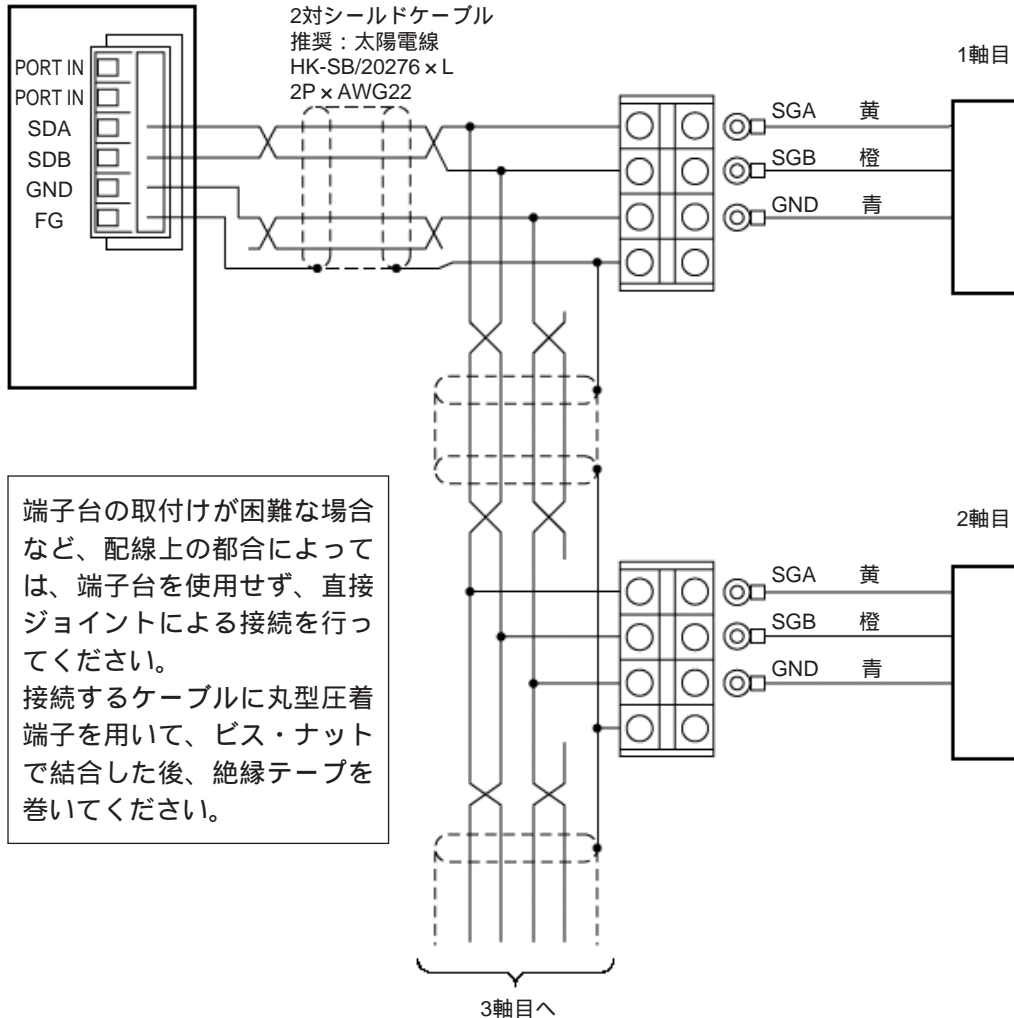 2対シールドケーブル
推奨：太陽電線
HK-SB/20276×L
2P×AWG22
PORT IN
PORT IN
SDA
SDB
GND
FG
1軸目
SGA 黄
SGB 橙
GND 青
端子台の取付けが困難な場合
など、配線上の都合によって
は、端子台を使用せず、直接
ジョイントによる接続を行っ
てください。
接続するケーブルに丸型圧着
端子を用いて、ビス・ナット
で結合した後、絶縁テープを
巻いてください。
2軸目
SGA 黄
SGB 橙
GND 青
3軸目へ